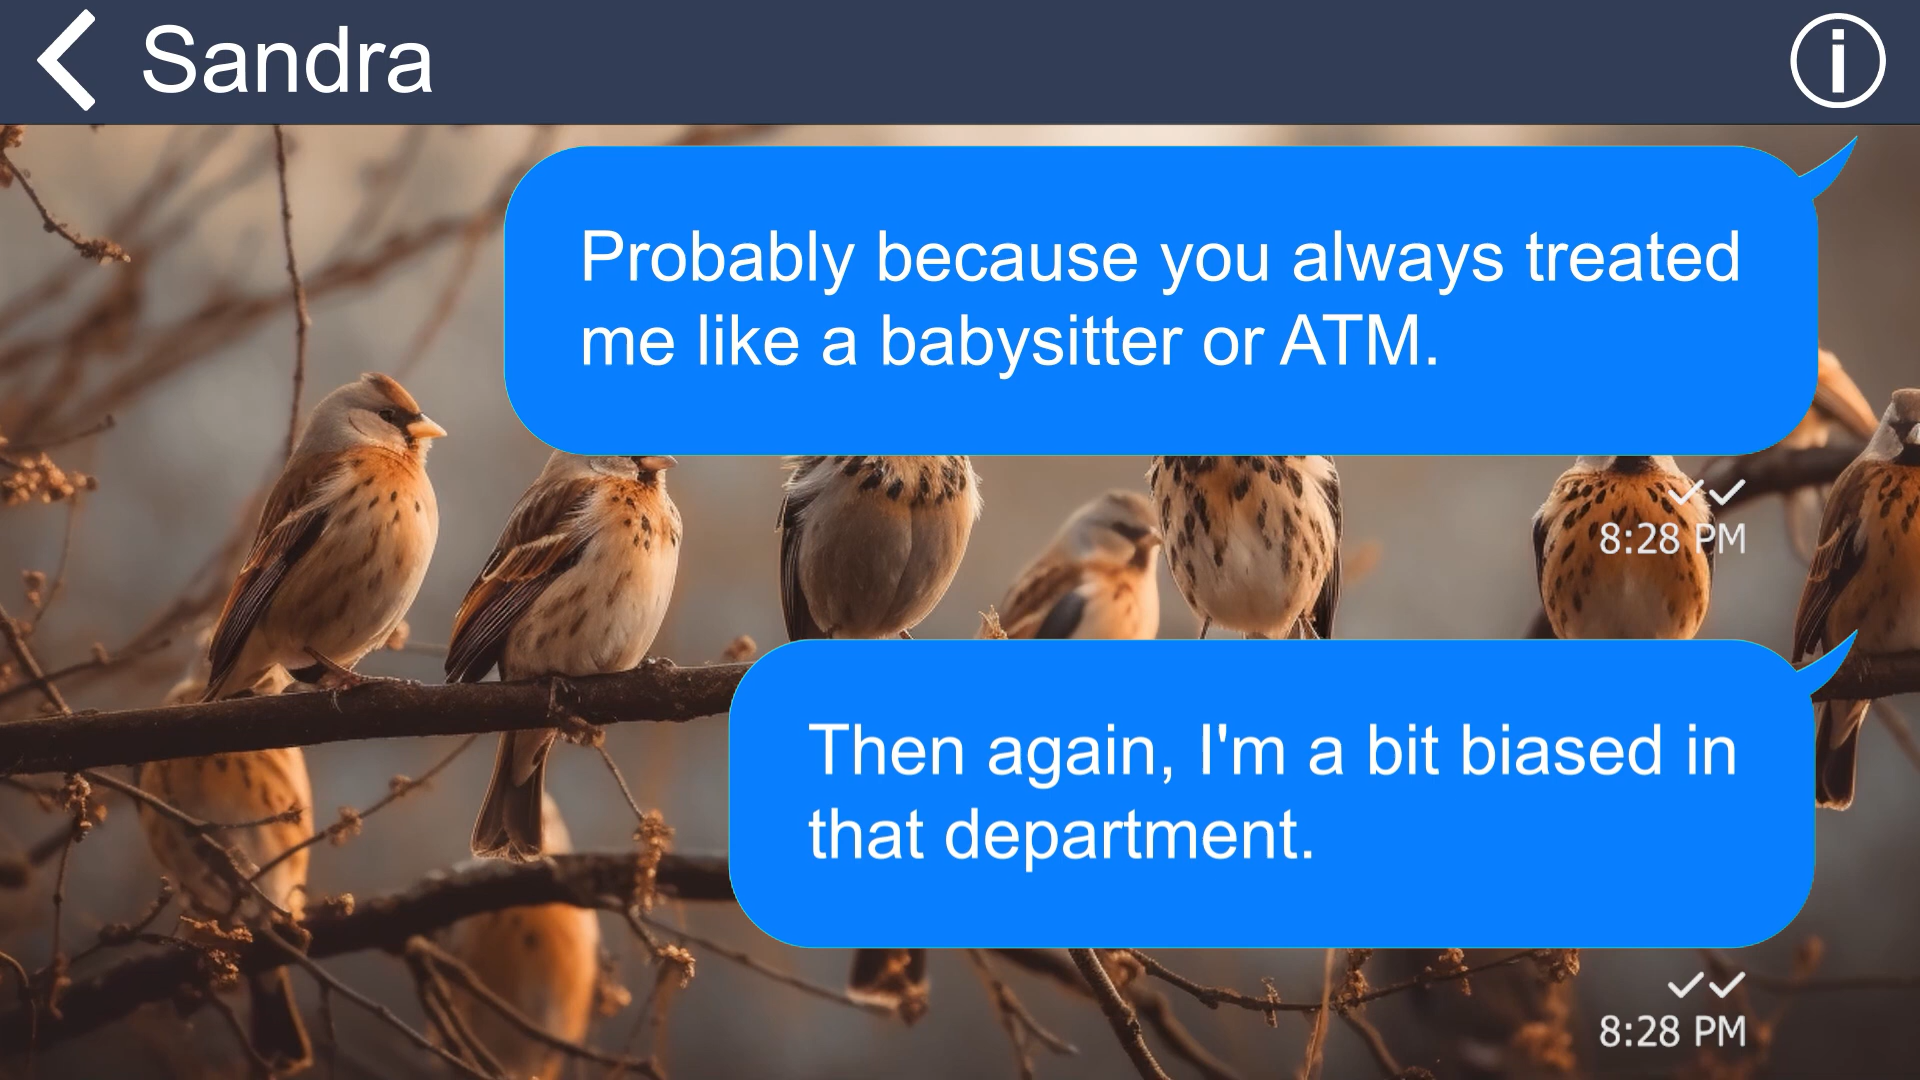 Sandra
Probably because you always treated
me like a babysitter or ATM.
8:28 PM
Then again, I'm a bit biased in
that department.
8:28 PM